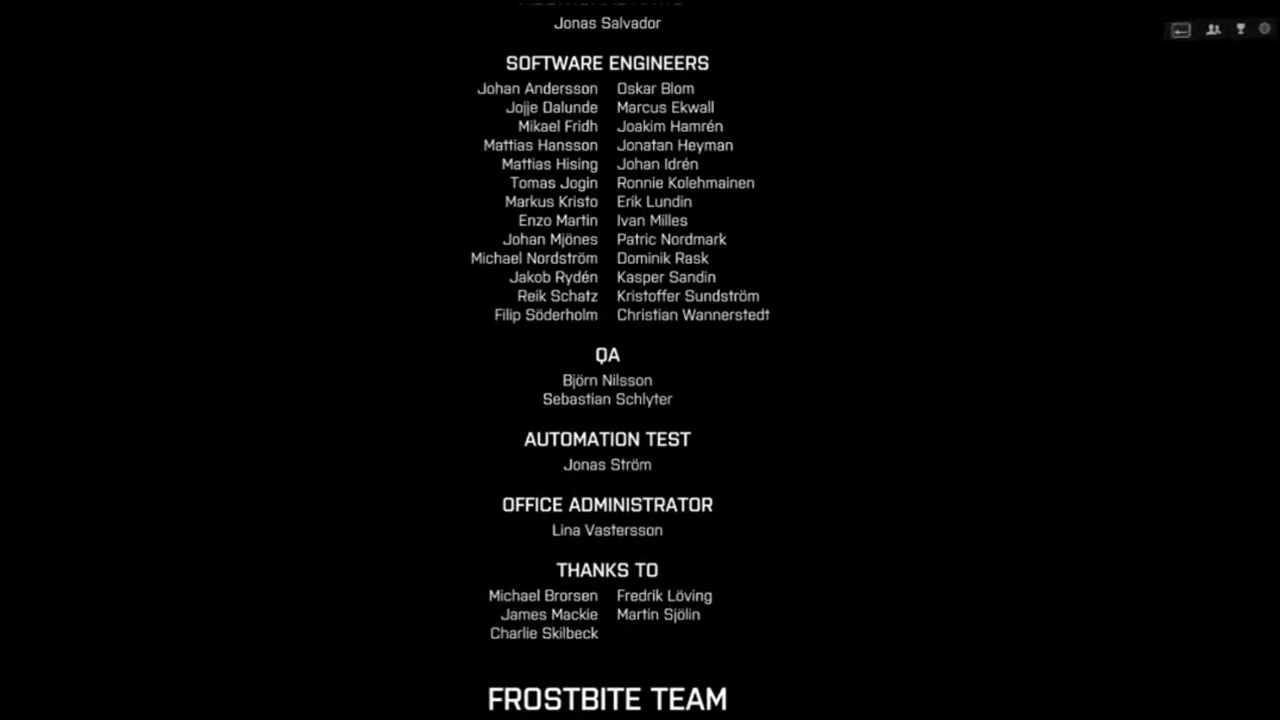 Jonas Salvador
SOFTWARE ENGINEERS
Johan Andersson Oskar Blom
Jojje Dalunde Marcus Ekwall
Mikael Fridh Joakim Hamrén
Mattias Hansson Jonatan Heyman
Mattias Hising Johan Idrén
Tomas Jogin Ronnie Kolehmainen
Markus Kristo Erik Lundin
Enzo Martin Ivan Milles
Johan Mjönes Patric Nordmark
Michael Nordström Dominik Rask
Jakob Rydén Kasper Sandin
Reik Schatz Kristoffer Sundström
Filip Söderholm Christian Wannerstedt
QA
Björn Nilsson
Sebastian Schlyter
AUTOMATION TEST
Jonas Ström
OFFICE ADMINISTRATOR
Lina Vastersson
THANKS TO
Michael Brorsen Fredrik Löving
James Mackie Martin Sjölin
Charlie Skilbeck
FROSTBITE TEAM